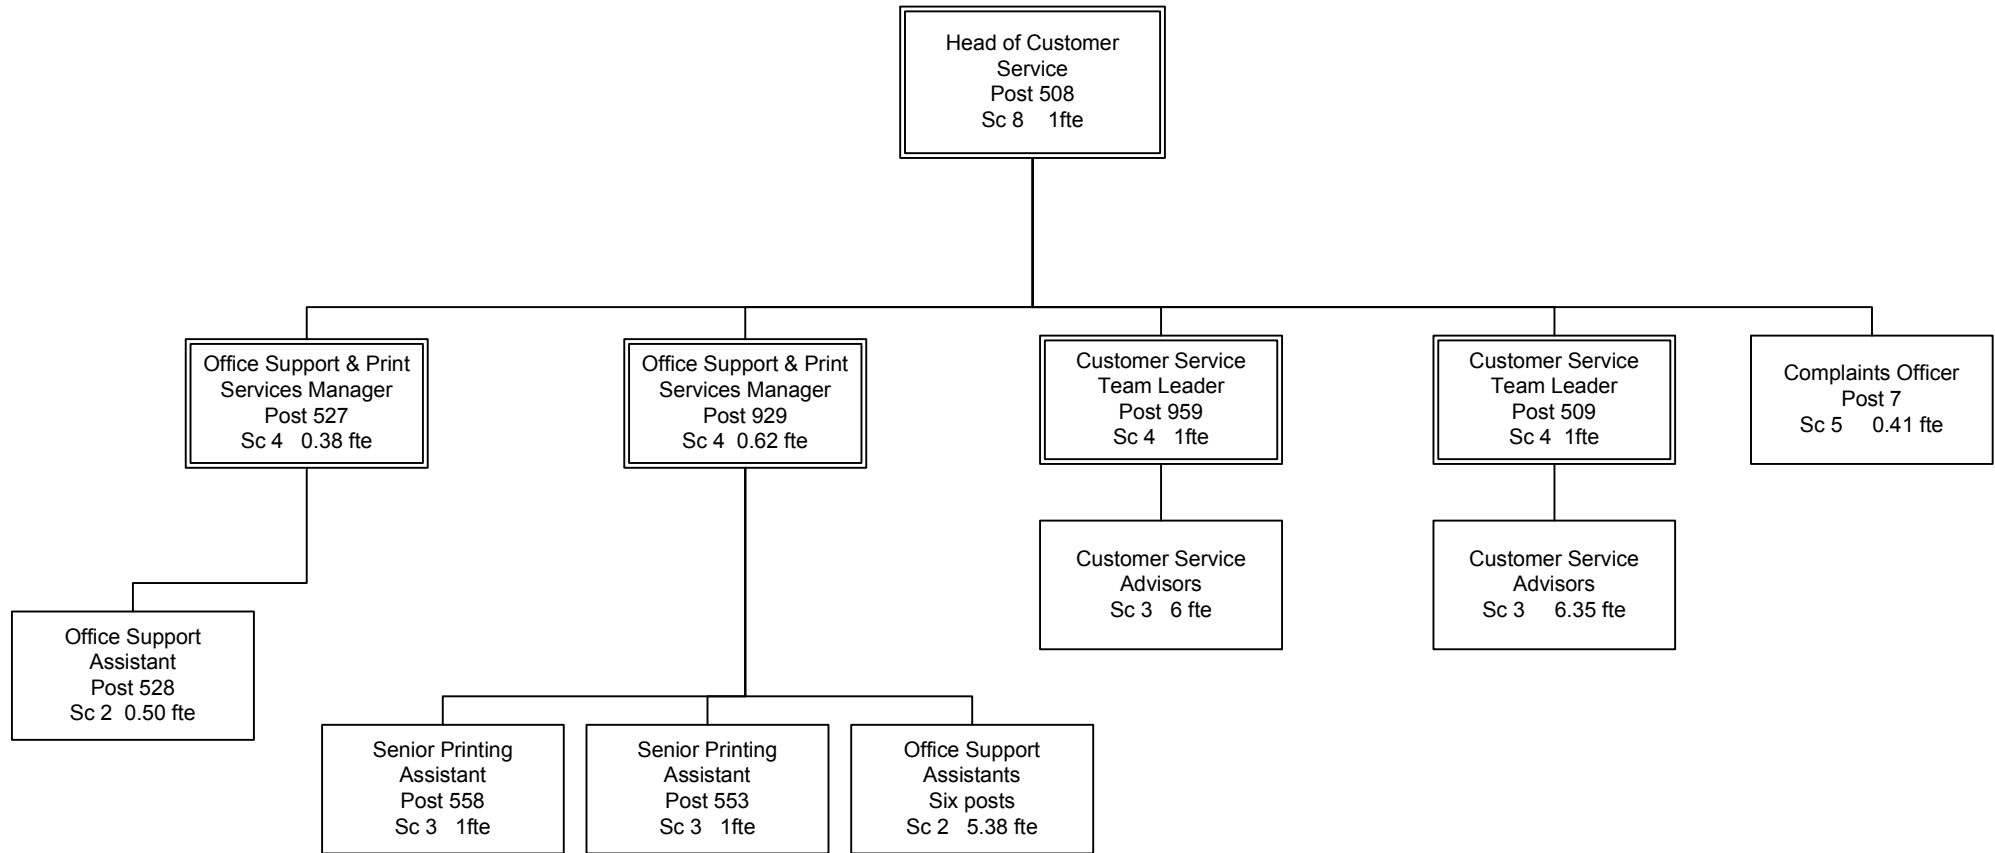 Head of Customer
Service
Post 508
Sc 8 1fte
Office Support & Print
Services Manager
Post 527
Sc 4 0.38 fte
Office Support & Print
Services Manager
Post 929
Sc 4 0.62 fte
Customer Service
Team Leader
Post 959
Sc 4 1fte
Customer Service
Team Leader
Post 509
Sc 4 1fte
Complaints Officer
Post 7
Sc 5 0.41 fte
Customer Service
Advisors
Sc 3 6 fte
Customer Service
Advisors
Sc 3 6.35 fte
Office Support
Assistant
Post 528
Sc 2 0.50 fte
Senior Printing
Assistant
Post 558
Sc 3 1fte
Senior Printing
Assistant
Post 553
Sc 3 1fte
Office Support
Assistants
Six posts
Sc 2 5.38 fte